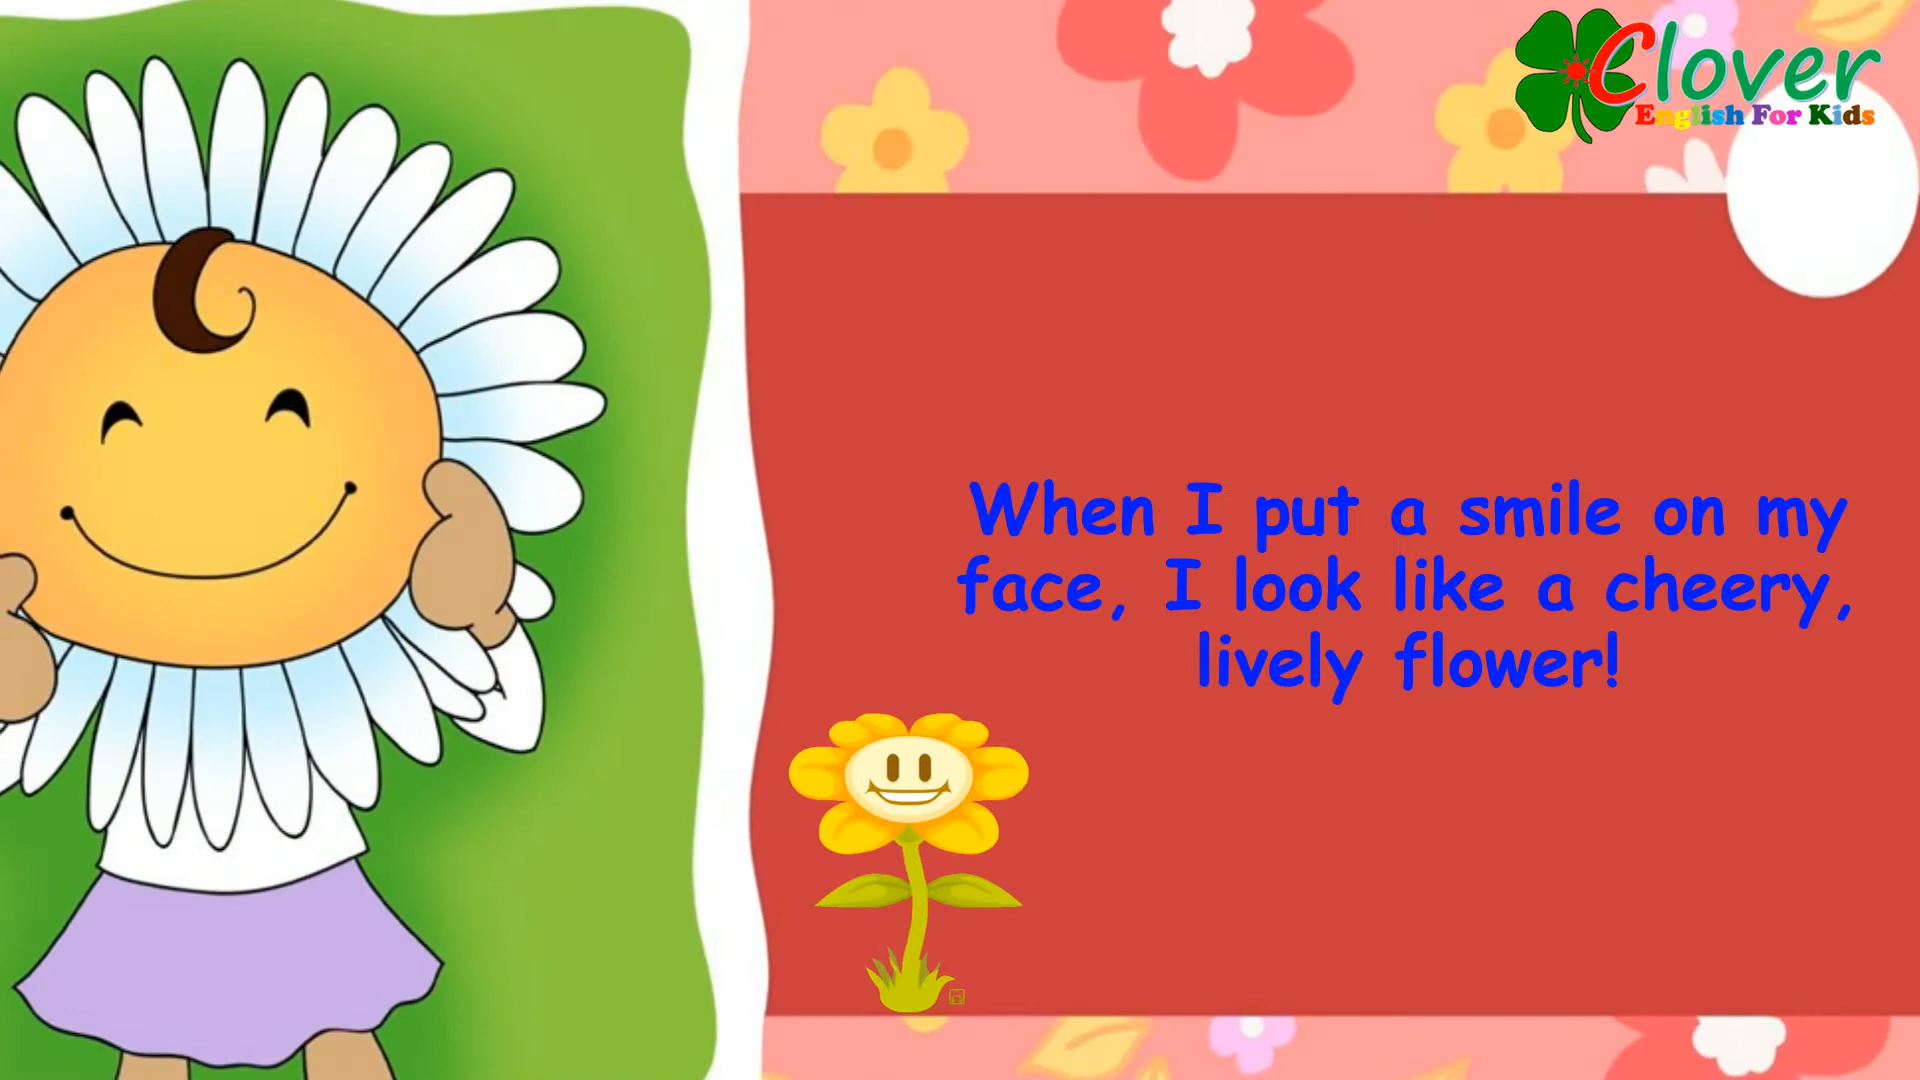 Clover
English For Kids
When I put a smile on my
face, I look like a cheery,
lively flower!